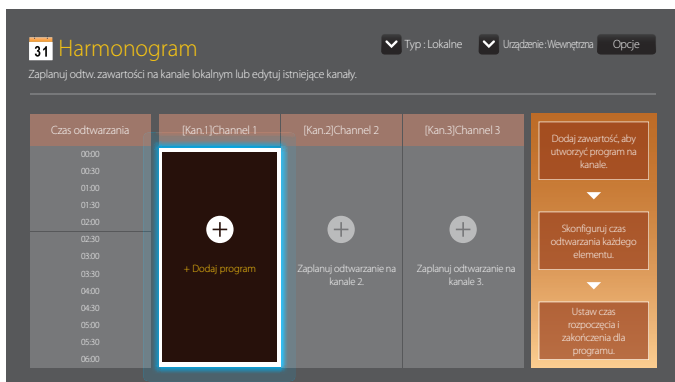 31 Harmonogram
Typ : Lokalne
Urządzenie: Wewnętrzna
Opcje
Zaplanuj odtw. zawartości na kanale lokalnym lub edytuj istniejące kanały.
Czas odtwarzania
[Kan.1]Channel 1
[Kan.2]Channel 2
[Kan.3]Channel 3
00:00
00:30
01:00
01:30
02:00
02:30
03:00
03:30
04:00
04:30
05:00
05:30
06:00
+ Dodaj program
Zaplanuj odtwarzanie na
kanale 2.
Zaplanuj odtwarzanie na
kanale 3.
Dodaj zawartość, aby
utworzyć program na
kanale.
Skonfiguruj czas
odtwarzania każdego
elementu.
Ustaw czas
rozpoczęcia i
zakończenia dla
programu.